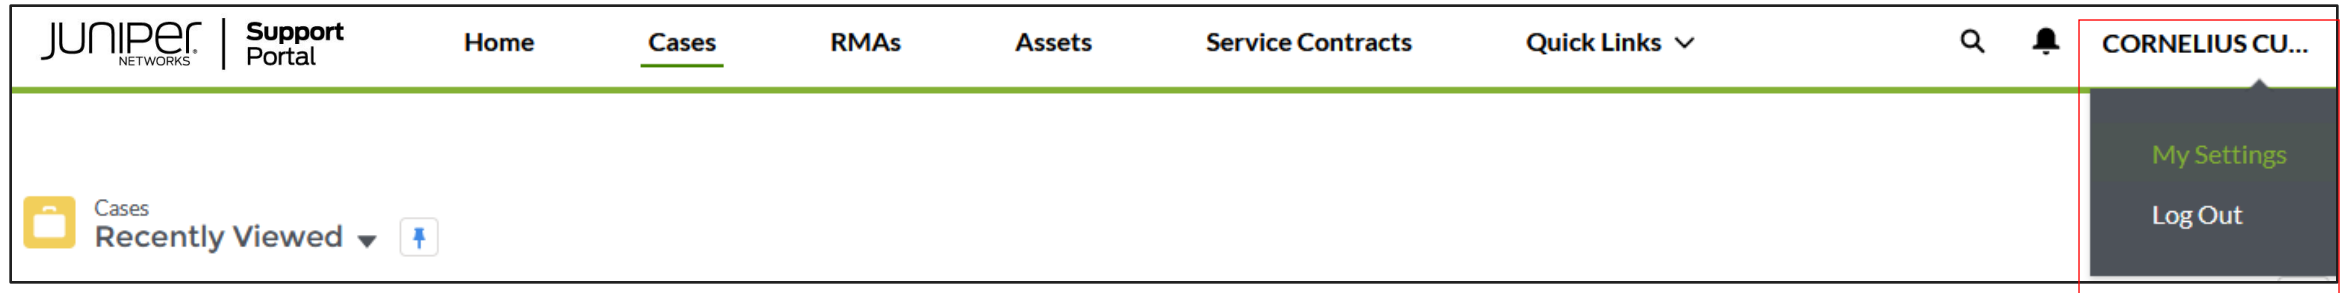 JUNIPER NETWORKS | Support Portal
Home Cases RMAs Assets Service Contracts Quick Links CORNELIUS CU...
My Settings
Log Out
Cases
Recently Viewed